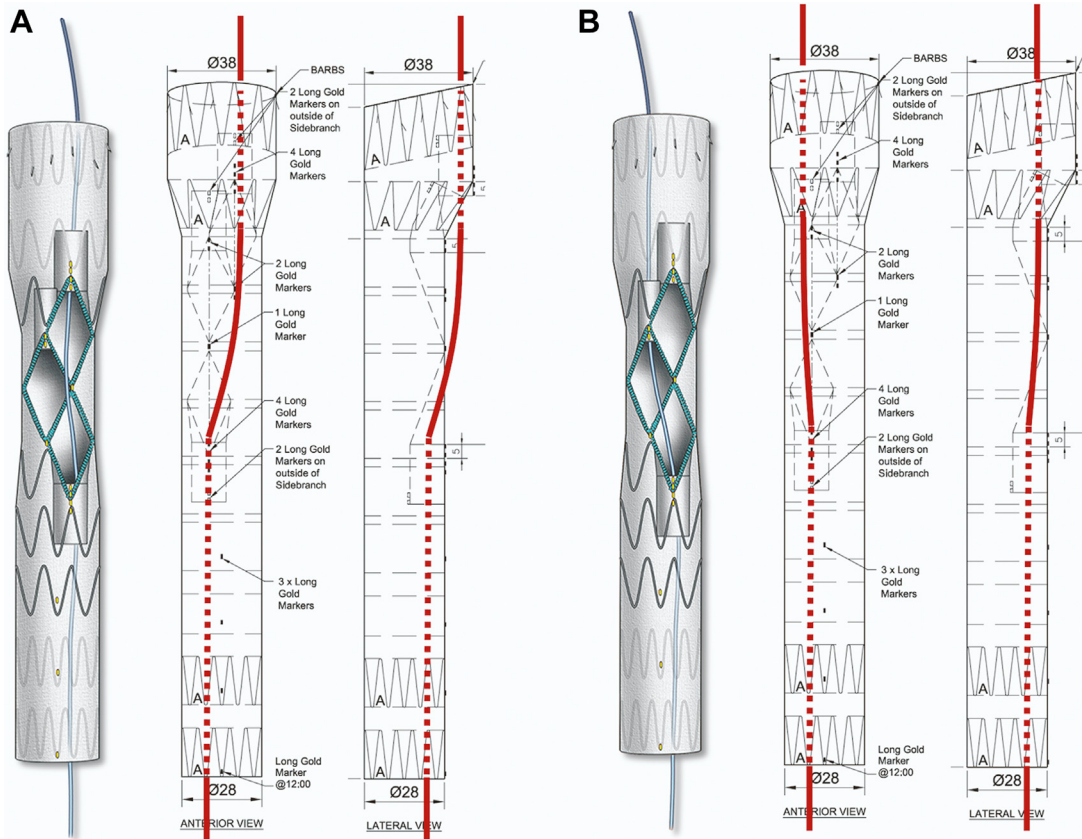 A
Ø38
Ø38
BARBS
2 Long Gold
Markers on
outside of
Sidebranch
A
4 Long
Gold
Markers
A
A
A
5
5
2 Long
Gold
Markers
1 Long
Gold
Marker
4 Long
Gold
Markers
2 Long Gold
Markers on
outside of
Sidebranch
5
3 x Long
Gold
Markers
A
A
A
A
Long Gold
Marker
@12:00
Ø28
Ø28
ANTERIOR VIEW
LATERAL VIEW
B
Ø38
Ø38
BARBS
2 Long Gold
Markers on
outside of
Sidebranch
A
A
4 Long
Gold
Markers
A
A
2 Long
Gold
Markers
5
1 Long
Gold
Marker
4 Long
Gold
Markers
2 Long Gold
Markers on
outside of
Sidebranch
5
3 x Long
Gold
Markers
A
A
A
A
Long Gold
Marker
@12:00
Ø28
Ø28
ANTERIOR VIEW
LATERAL VIEW